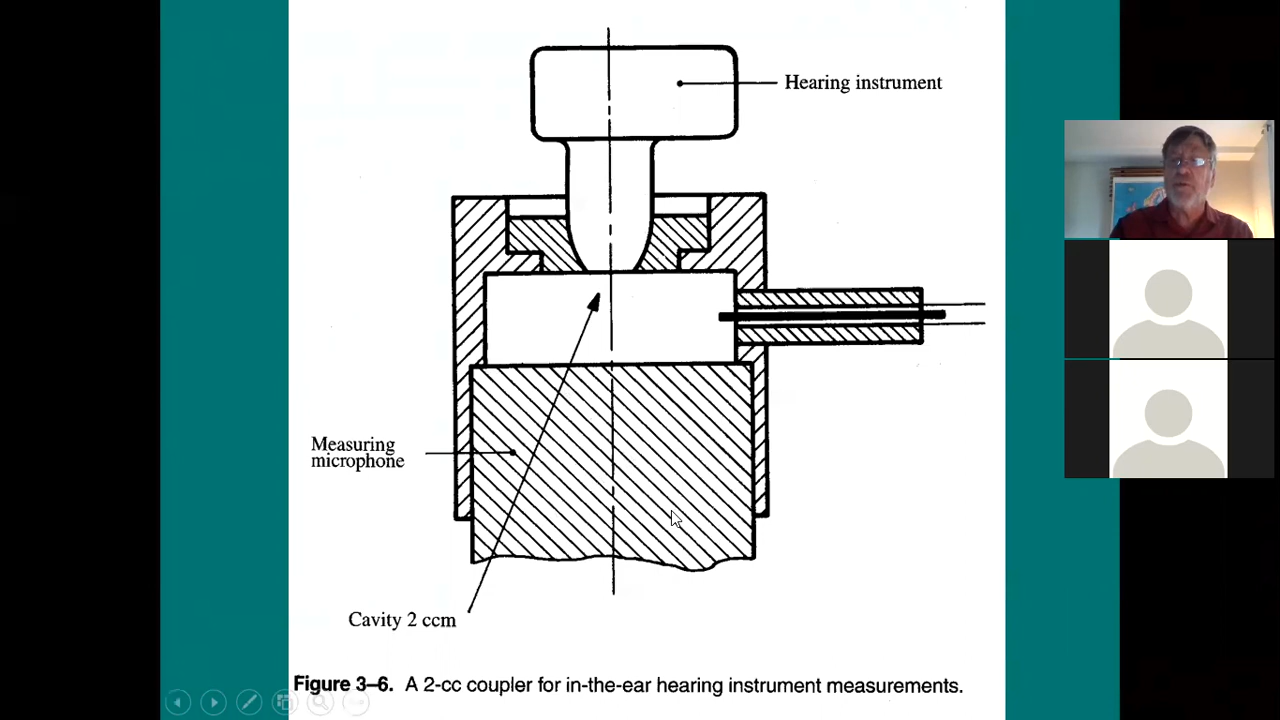 Hearing instrument
Measuring
microphone
Cavity 2 ccm
Figure 3–6. A 2-cc coupler for in-the-ear hearing instrument measurements.